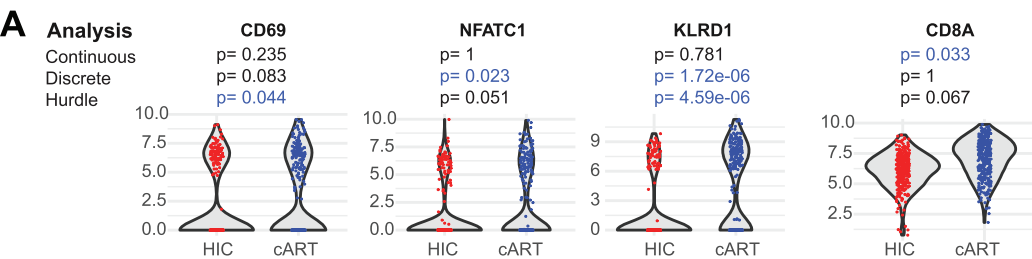 A
Analysis CD69 NFATC1 KLRD1 CD8A
Continuous p= 0.235 p= 1 p= 0.781 p= 0.033
Discrete p= 0.083 p= 0.023 p= 1.72e-06 p= 1
Hurdle p= 0.044 p= 0.051 p= 4.59e-06 p= 0.067
10.0 10.0 10.0
7.5 7.5 9 7.5
5.0 5.0 6 5.0
2.5 2.5 3 2.5
0.0 0.0 0
HIC cART HIC cART HIC cART HIC cART